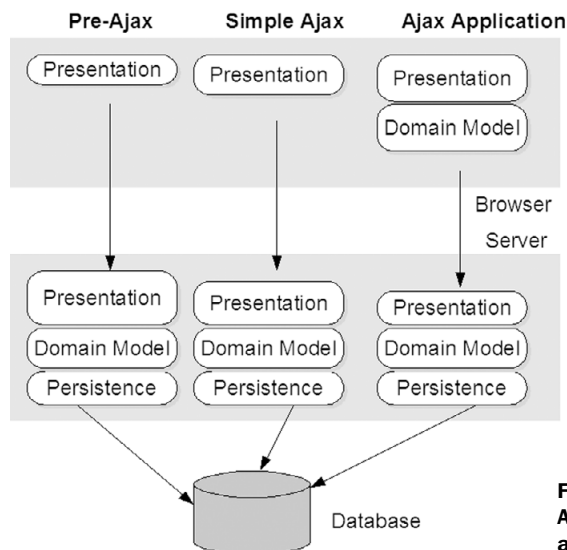 Pre-Ajax Simple Ajax Ajax Application
Presentation Presentation Presentation
Domain Model
Browser
Server
Presentation Presentation Presentation
Domain Model Domain Model Domain Model
Persistence Persistence Persistence
Database
F
A
a